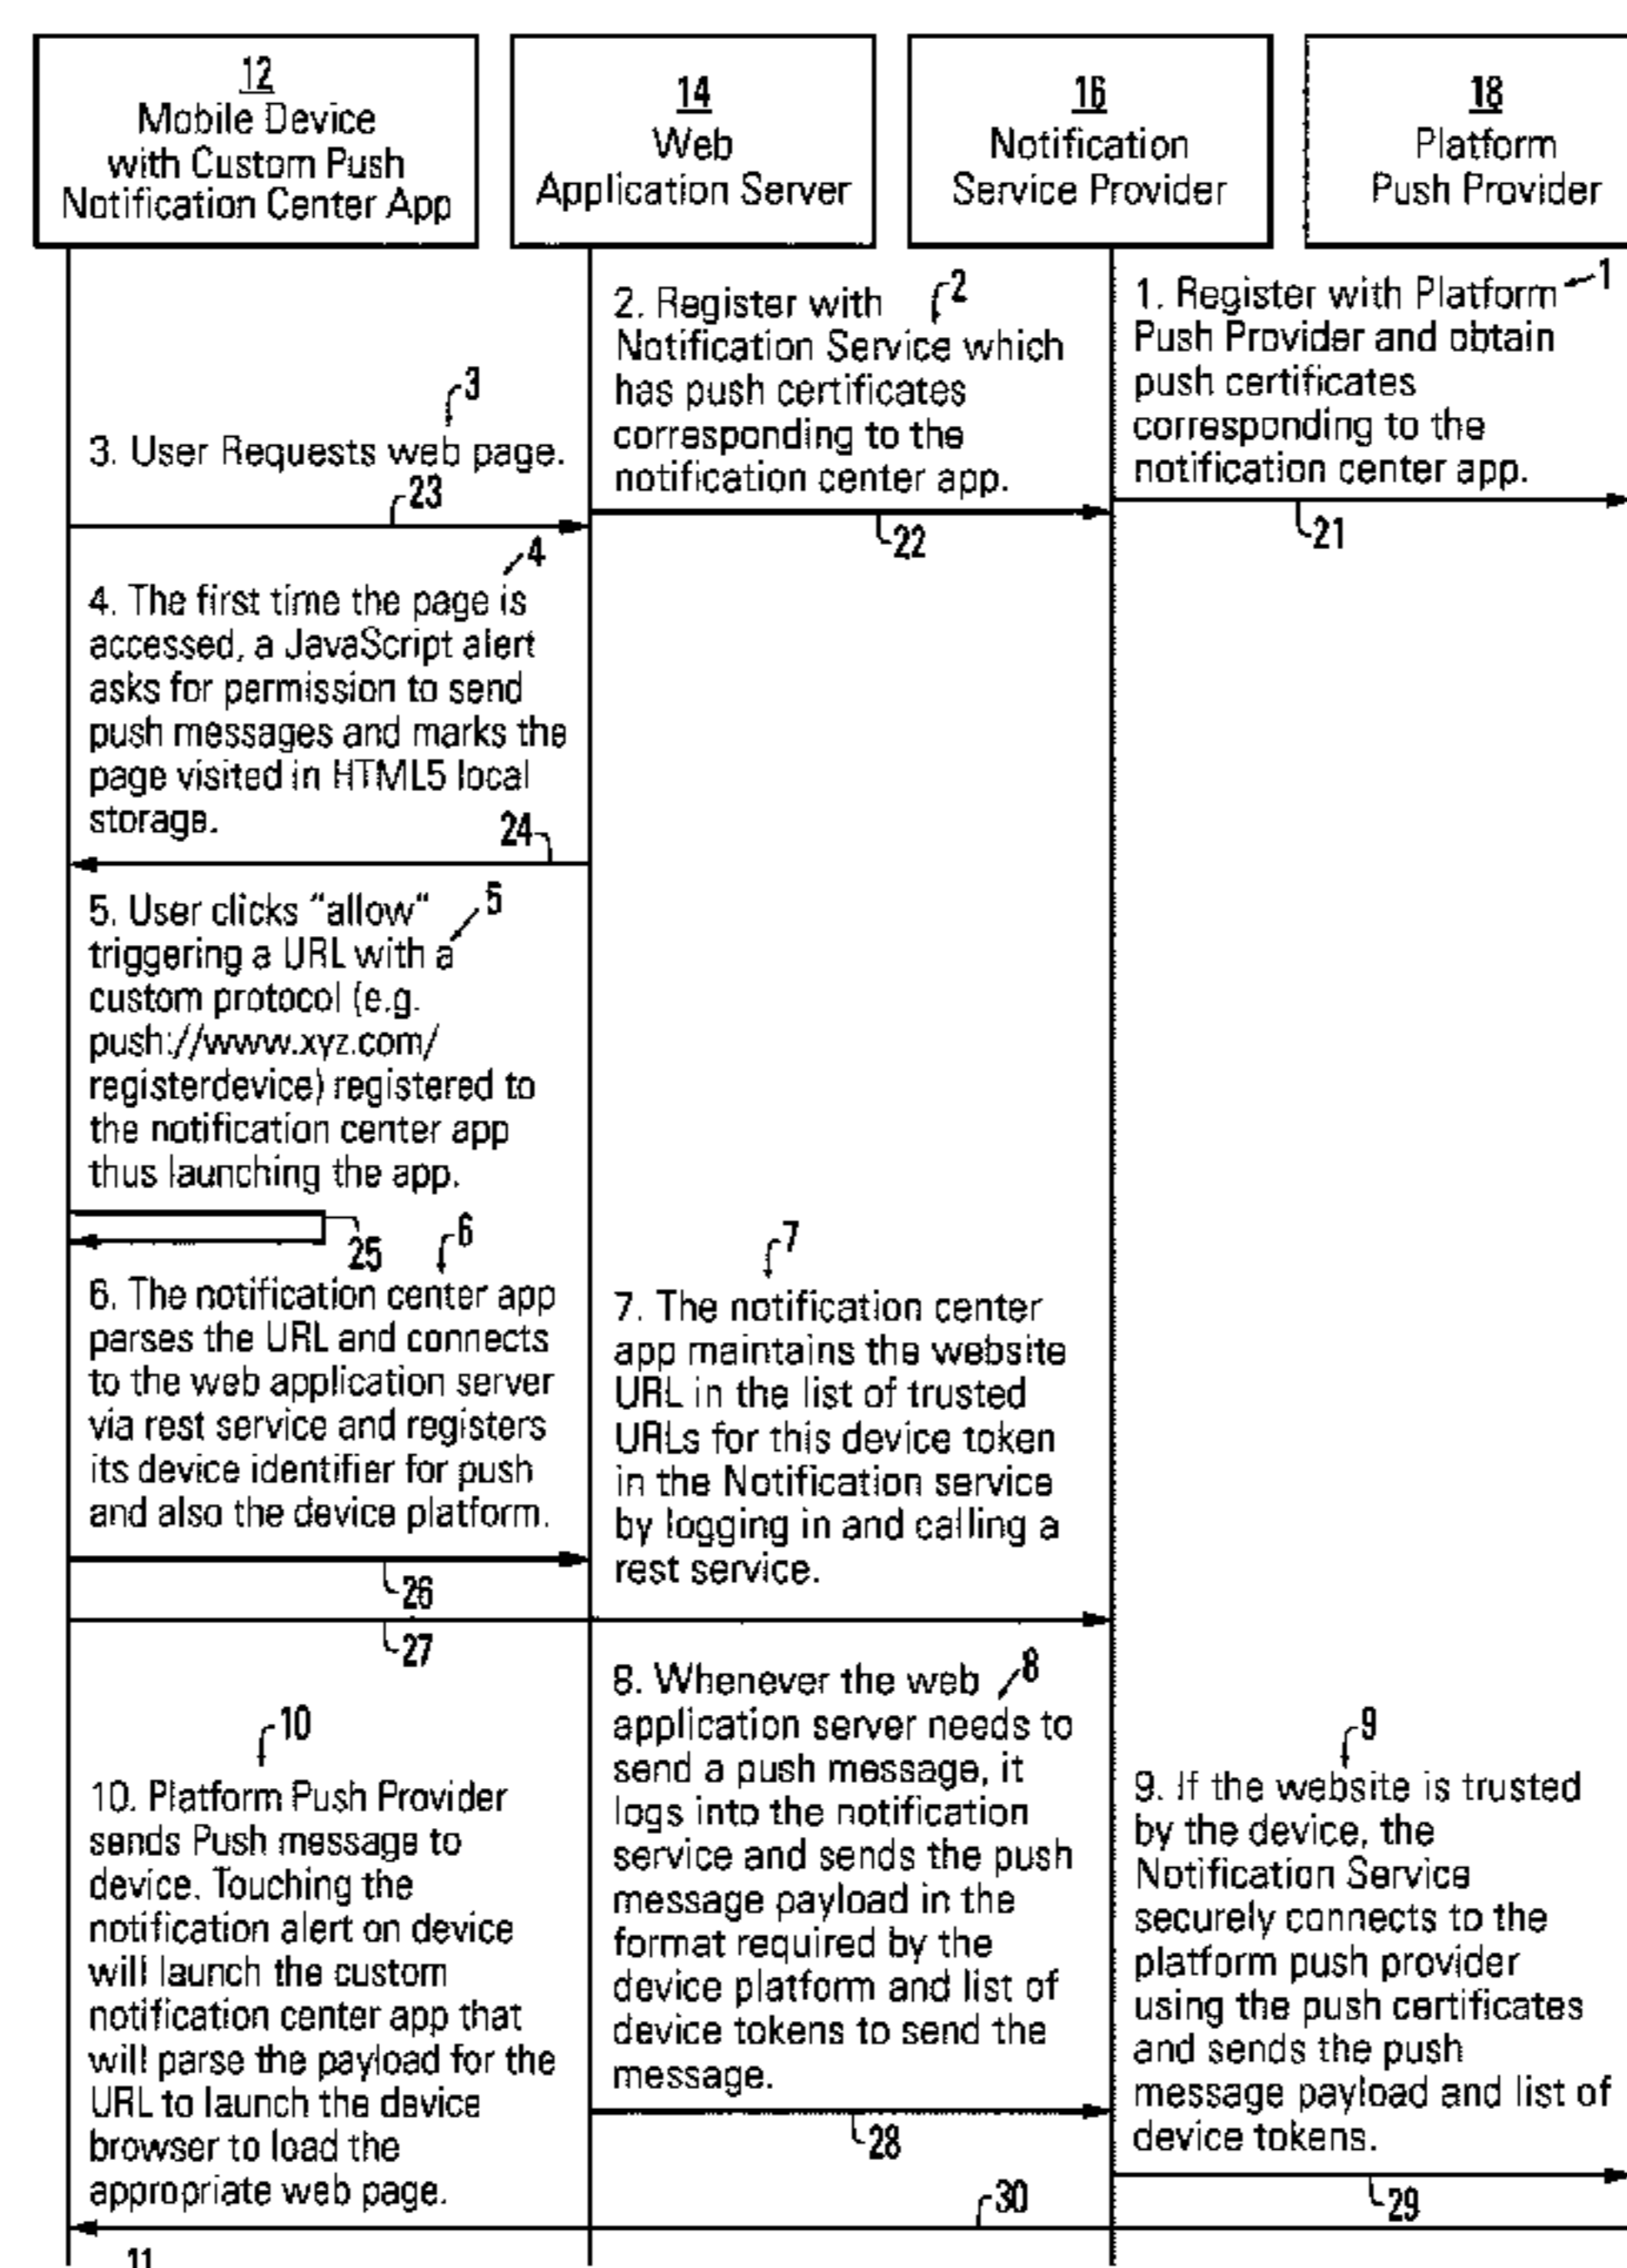 12
Mobile Device
with Custom Push
Notification Center App
14
Web
Application Server
16
Notification
Service Provider
18
Platform
Push Provider
1
1. Register with Platform
Push Provider and obtain
push certificates
corresponding to the
notification center app.
21
2
2. Register with
Notification Service which
has push certificates
corresponding to the
notification center app.
22
3
3. User Requests web page.
23
4
4. The first time the page is
accessed, a JavaScript alert
asks for permission to send
push messages and marks the
page visited in HTML5 local
storage.
24
5
5. User clicks "allow"
triggering a URL with a
custom protocol (e.g.
push://www.xyz.com/
registerdevice) registered to
the notification center app
thus launching the app.
25
6
6. The notification center app
parses the URL and connects
to the web application server
via rest service and registers
its device identifier for push
and also the device platform.
26
7
7. The notification center
app maintains the website
URL in the list of trusted
URLs for this device token
in the Notification service
by logging in and calling a
rest service.
27
8
8. Whenever the web
application server needs to
send a push message, it
logs into the notification
service and sends the push
message payload in the
format required by the
device platform and list of
device tokens to send the
message.
28
9
9. If the website is trusted
by the device, the
Notification Service
securely connects to the
platform push provider
using the push certificates
and sends the push
message payload and list of
device tokens.
29
10
10. Platform Push Provider
sends Push message to
device. Touching the
notification alert on device
will launch the custom
notification center app that
will parse the payload for the
URL to launch the device
browser to load the
appropriate web page.
30
11